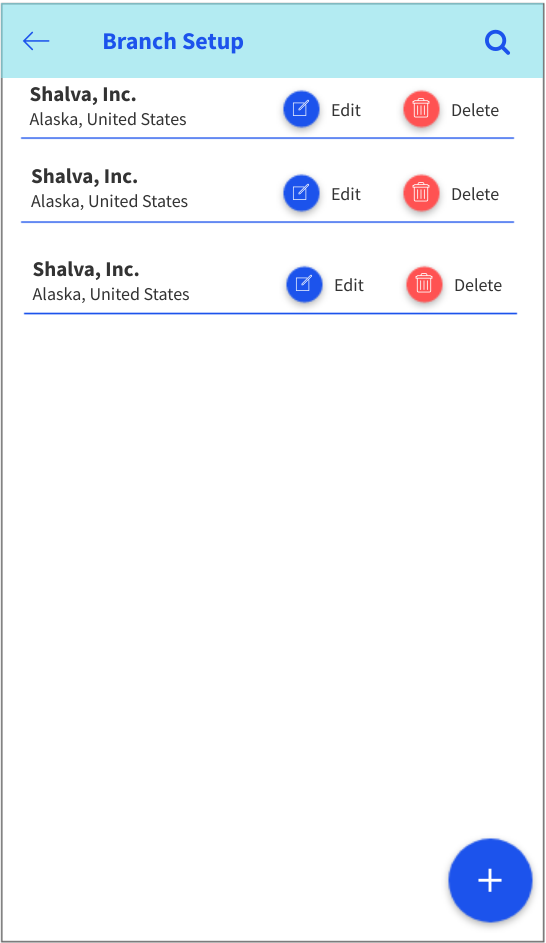 Branch Setup
Shalva, Inc.
Alaska, United States
Edit
Delete
Shalva, Inc.
Alaska, United States
Edit
Delete
Shalva, Inc.
Alaska, United States
Edit
Delete